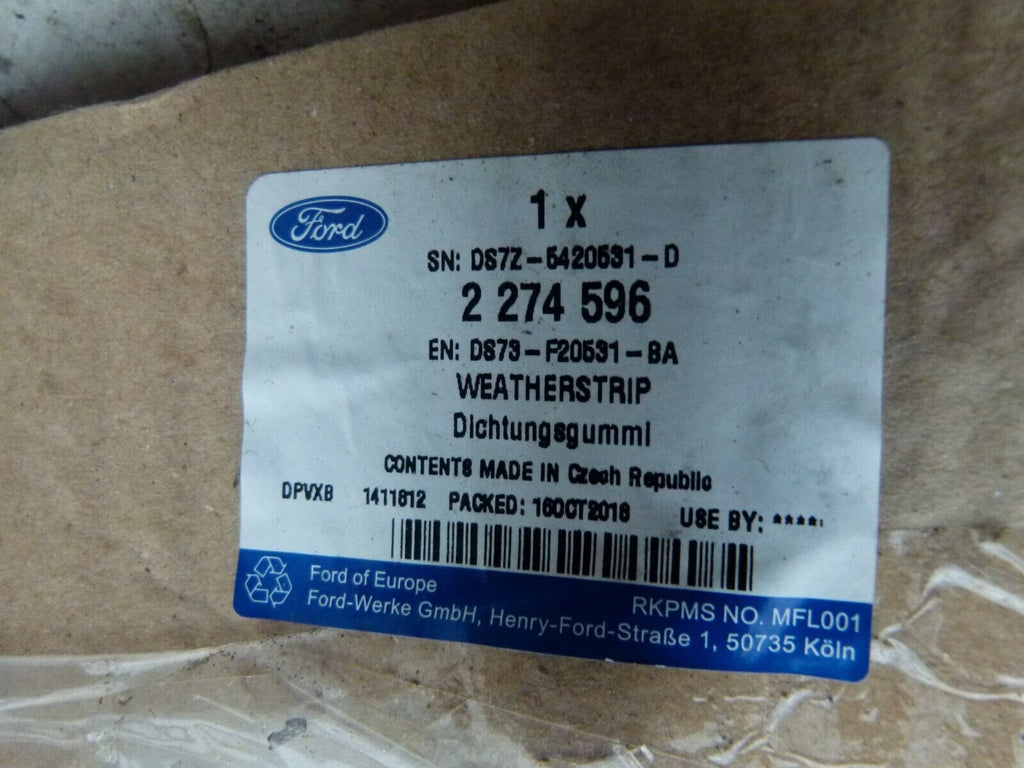 Ford
1 x
SN: DS7Z-5420531-D
2 274 596
EN: DS73-F20531-BA
WEATHERSTRIP
Dichtungsgummi
CONTENTS MADE IN Czech Republic
DPVXB 1411612 PACKED: 16OCT2018 USE BY: ****
Ford of Europe
RKPMS NO. MFL001
Ford-Werke GmbH, Henry-Ford-Straße 1, 50735 Köln